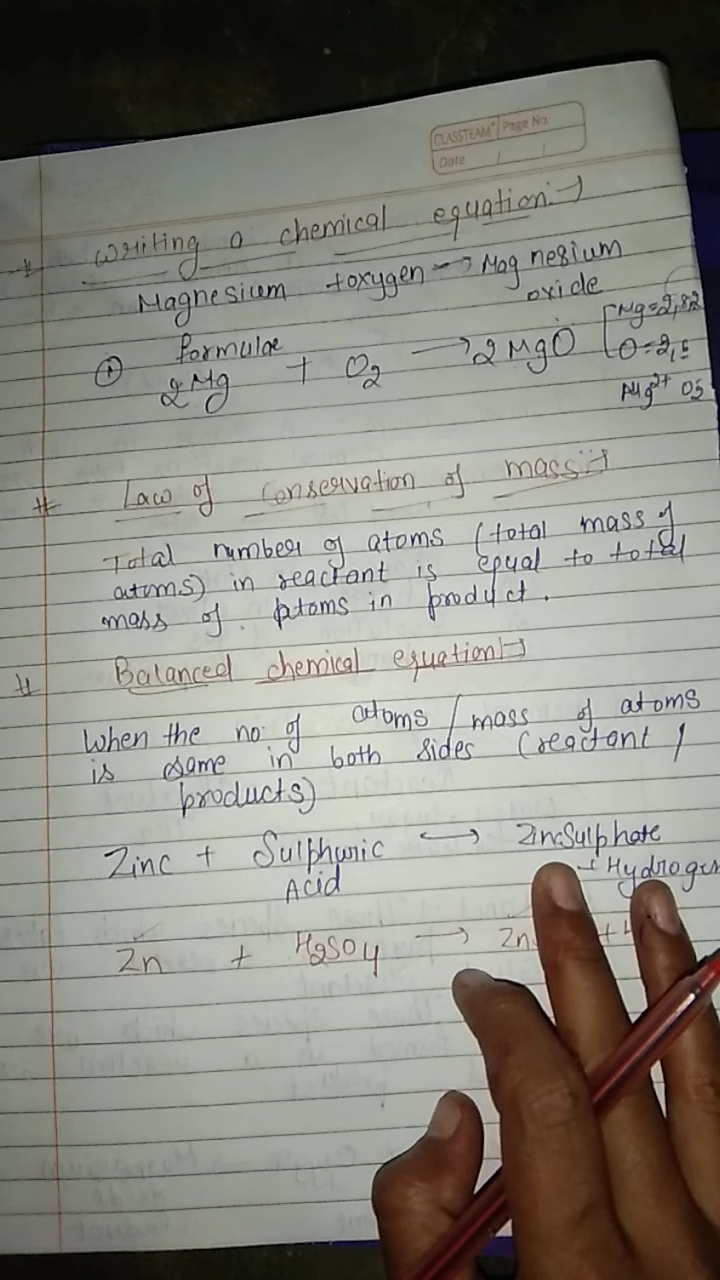 CLASSTEAM Page No.
Date / /
Writing a chemical equation:→
Magnesium + oxygen → Magnesium
oxide
① formulae [Mg=2,8,2
2Mg + O2 → 2MgO [O=2,
Mg2+
# Law of conservation of mass:→
Total number of atoms (total mass of
atoms) in reactant is equal to total
mass of. atoms in product.
# Balanced chemical equation:→
When the no. of atoms / mass of atoms
is same in both sides (reactant /
products)
Zinc + Sulphuric → Zinc Sulphate
Acid + Hydrogen
Zn + H2SO4 → Zn +